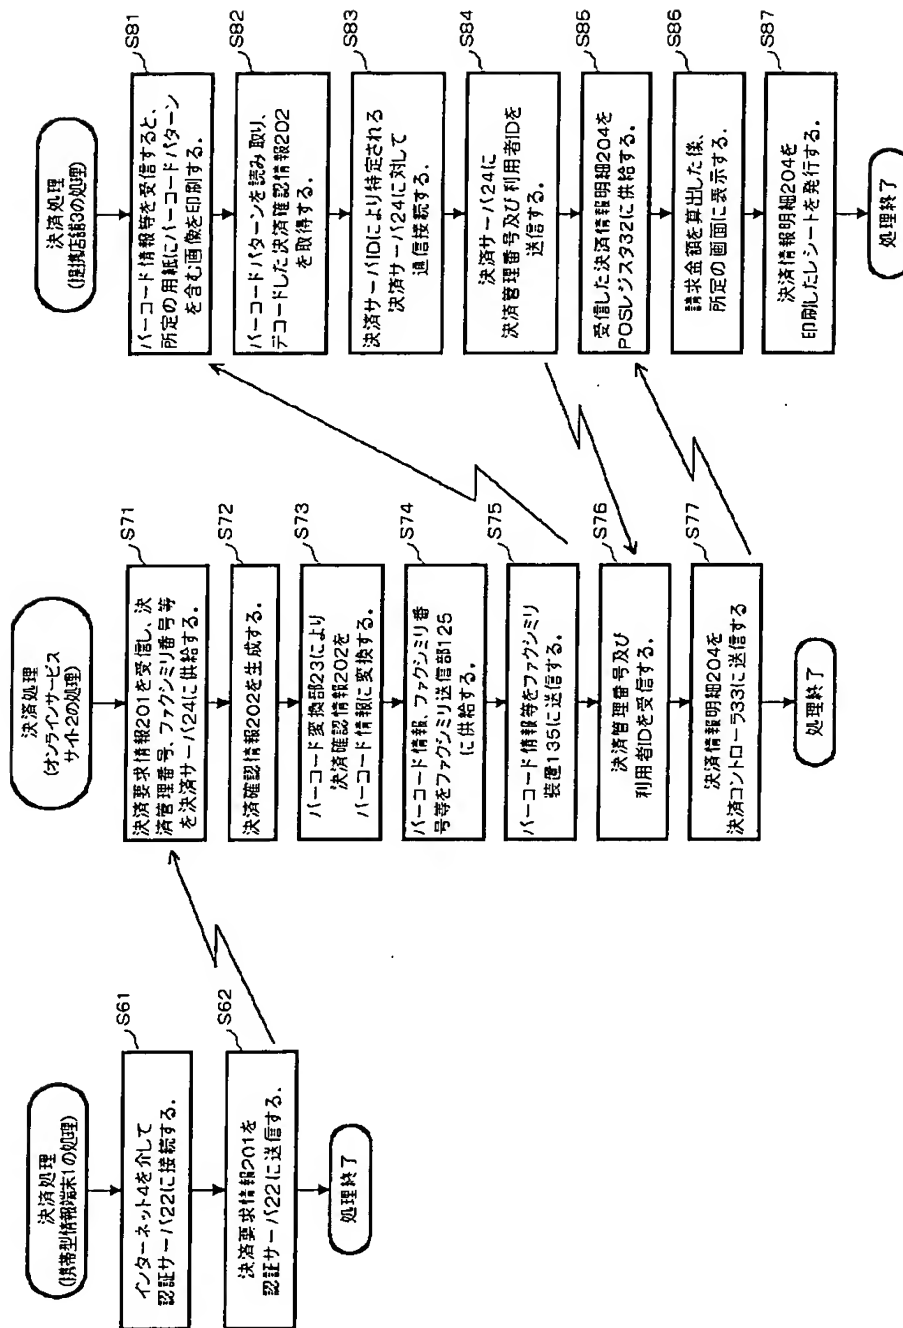 決済処理
(携帯型情報端末1の処理)
S61
インターネット4を介して
認証サーバ22に接続する。
S62
決済要求情報201を
認証サーバ22に送信する。
処理終了
決済処理
(オンラインサービス
サイト2の処理)
S71
決済要求情報201を受信し、決
済管理番号、ファクシミリ番号等
を決済サーバ24に供給する。
S72
決済確認情報202を生成する。
S73
バーコード変換部23により
決済確認情報202を
バーコード情報に変換する。
S74
バーコード情報、ファクシミリ番
号等をファクシミリ送信部125
に供給する。
S75
バーコード情報等をファクシミリ
装置135に送信する。
S76
決済管理番号及び
利用者IDを受信する。
S77
決済情報明細204を
決済コントローラ33に送信する
処理終了
決済処理
(提携店舗3の処理)
S81
バーコード情報等を受信すると、
所定の用紙にバーコードパターン
を含む画像を印刷する。
S82
バーコードパターンを読み取り、
デコードした決済確認情報202
を取得する。
S83
決済サーバIDにより特定される
決済サーバ24に対して
通信接続する。
S84
決済サーバ24に
決済管理番号及び利用者IDを
送信する。
S85
受信した決済情報明細204を
POSレジスタ32に供給する。
S86
請求金額を算出した後、
所定の画面に表示する。
S87
決済情報明細204を
印刷したレシートを発行する。
処理終了